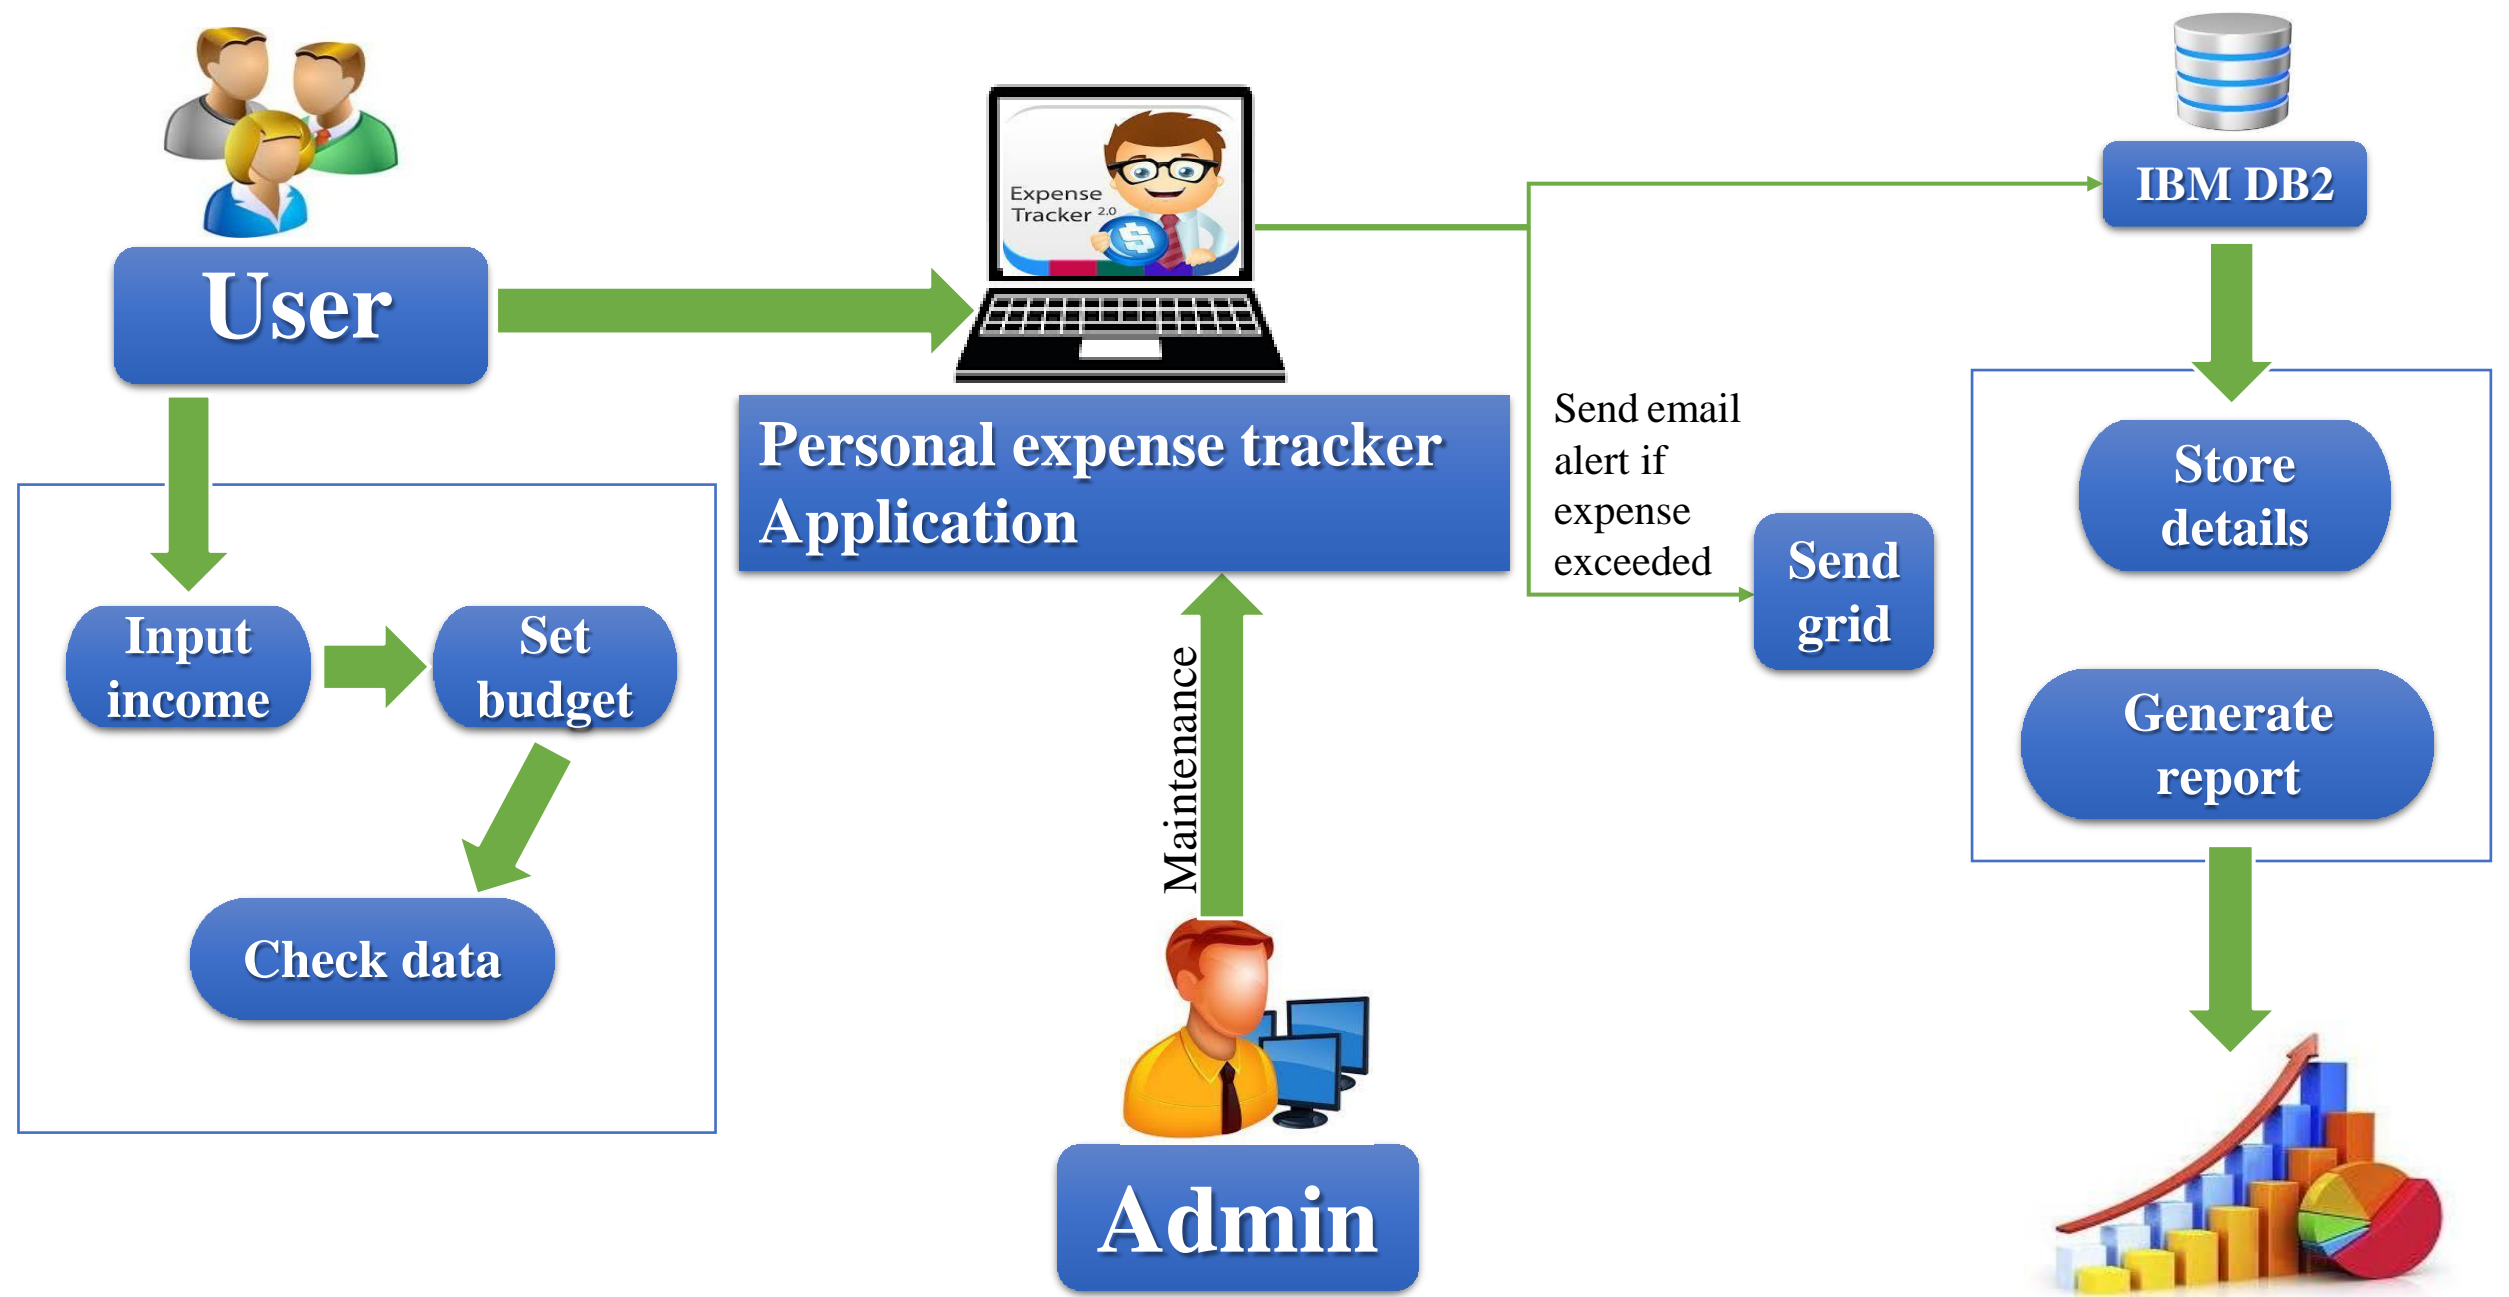 User
Expense
Tracker 2.0
Personal expense tracker
Application
IBM DB2
Send email
alert if
expense
exceeded
Send
grid
Store
details
Generate
report
Input
income
Set
budget
Check data
Maintenance
Admin